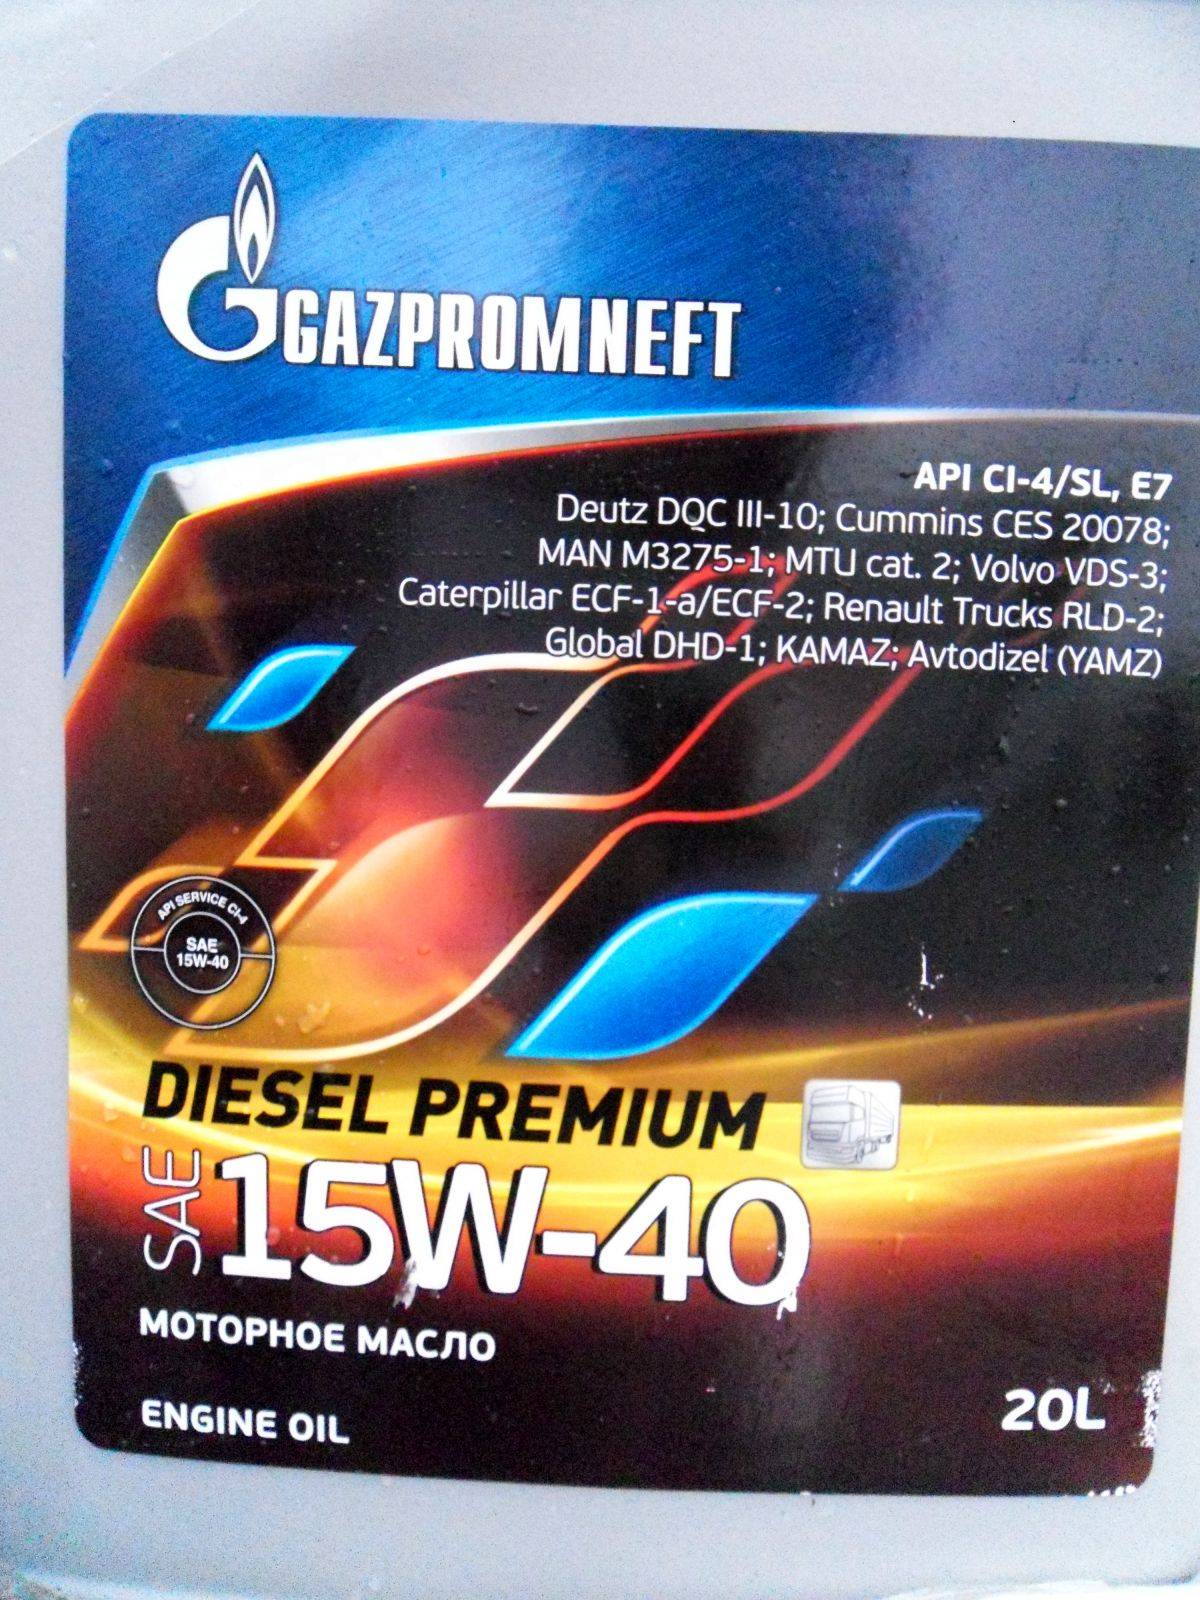 GAZPROMNEFT
API CI-4/SL, E7
Deutz DQC III-10; Cummins CES 20078;
MAN M3275-1; MTU cat. 2; Volvo VDS-3;
Caterpillar ECF-1-a/ECF-2; Renault Trucks RLD-2;
Global DHD-1; KAMAZ; Avtodizel (YAMZ)
API SERVICE CI-4
SAE
15W-40
DIESEL PREMIUM
SAE 15W-40
МОТОРНОЕ МАСЛО
ENGINE OIL
20L